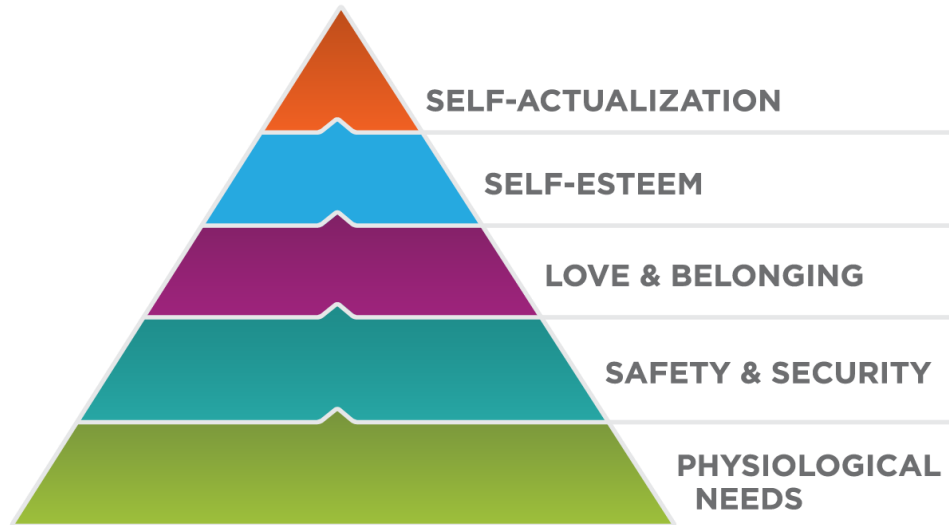 SELF-ACTUALIZATION
SELF-ESTEEM
LOVE & BELONGING
SAFETY & SECURITY
PHYSIOLOGICAL
NEEDS